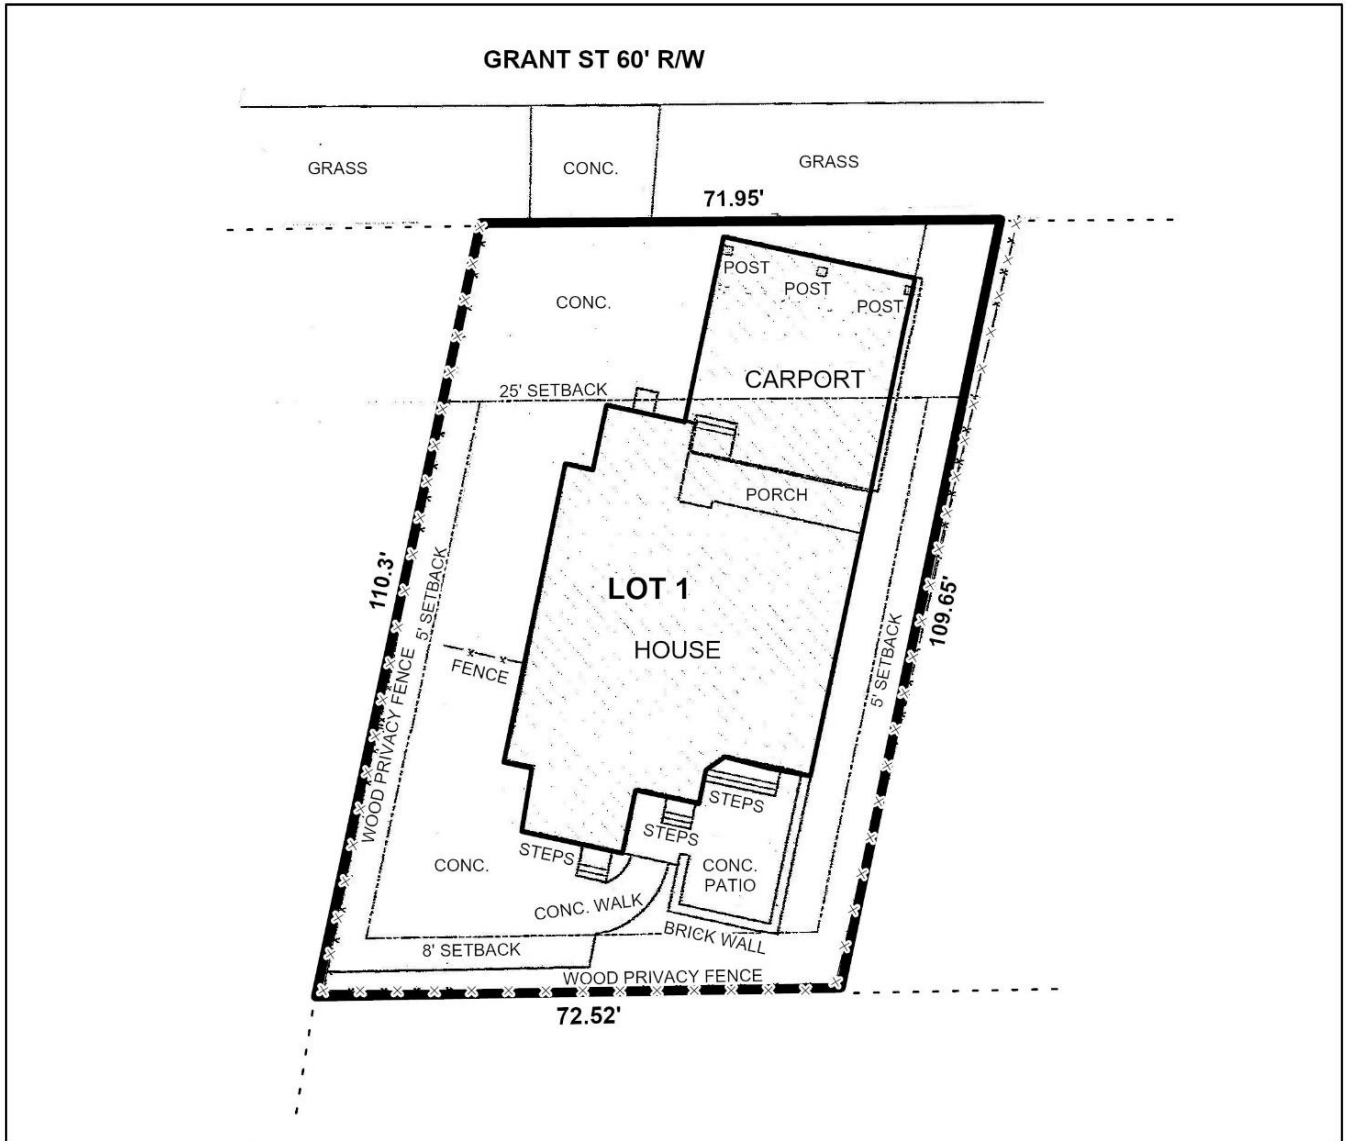 GRANT ST 60' R/W
GRASS
CONC.
GRASS
71.95'
POST
POST
POST
CONC.
CARPORT
25' SETBACK
PORCH
110.3'
5' SETBACK
LOT 1
HOUSE
109.65'
5' SETBACK
FENCE
WOOD PRIVACY FENCE
STEPS
STEPS
STEPS
CONC.
CONC.
PATIO
CONC. WALK
BRICK WALL
8' SETBACK
WOOD PRIVACY FENCE
72.52'